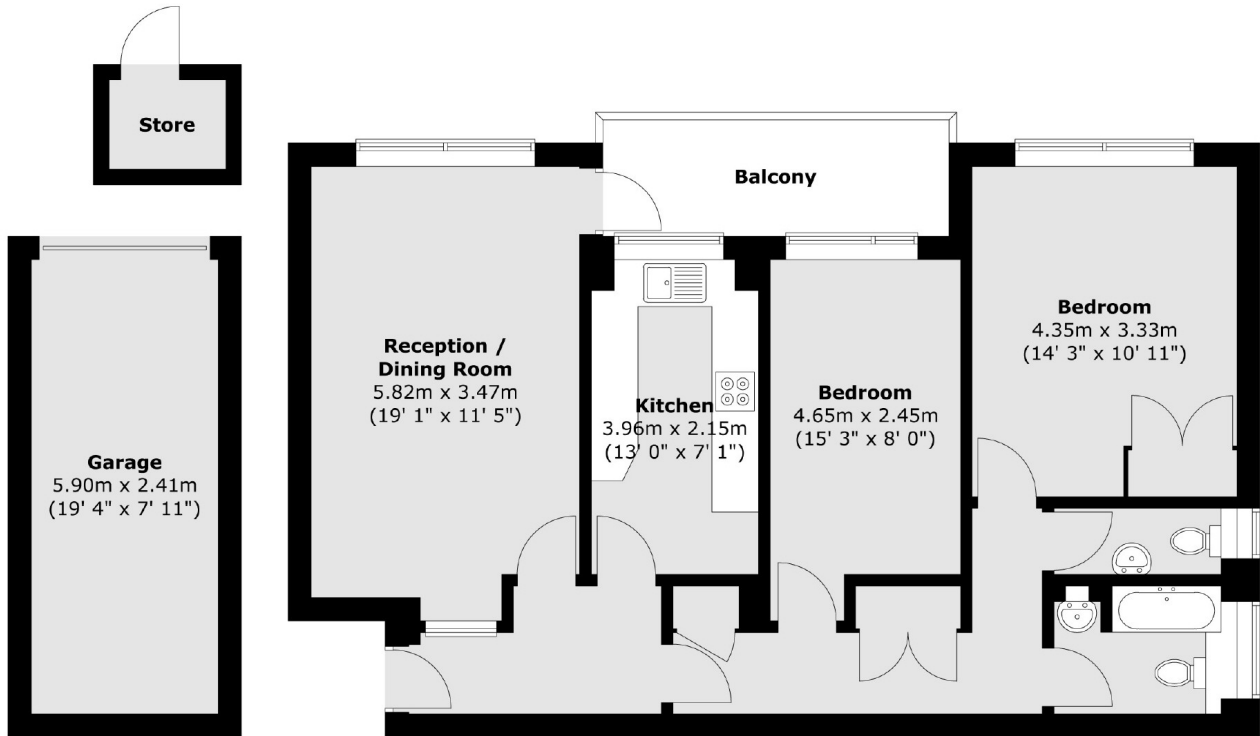 Store
Balcony
Reception /
Dining Room
5.82m x 3.47m
(19' 1" x 11' 5")
Kitchen
3.96m x 2.15m
(13' 0" x 7' 1")
Bedroom
4.65m x 2.45m
(15' 3" x 8' 0")
Bedroom
4.35m x 3.33m
(14' 3" x 10' 11")
Garage
5.90m x 2.41m
(19' 4" x 7' 11")